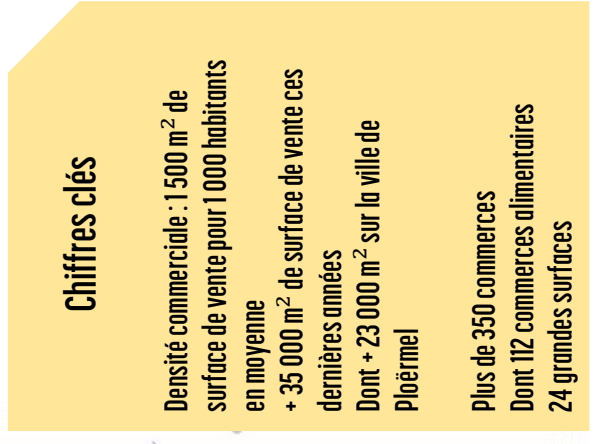 Chiffres clés
Densité commerciale : 1 500 m² de
surface de vente pour 1 000 habitants
en moyenne
+ 35 000 m² de surface de vente ces
dernières années
Dont + 23 000 m² sur la ville de
Ploërmel
Plus de 350 commerces
Dont 112 commerces alimentaires
24 grandes surfaces